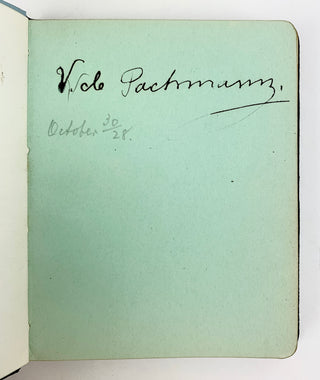 V. de Pachmann.
October 30/28.